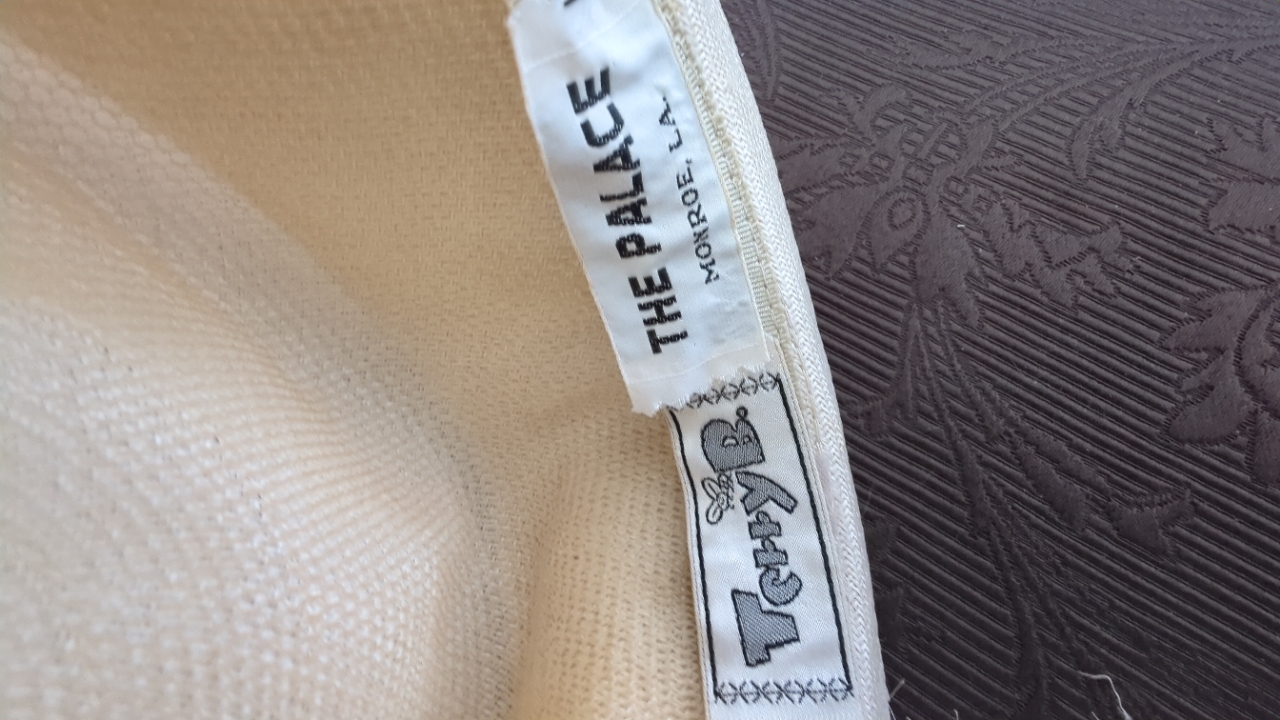 THE PALACE
MONROE, LA.
Terry B.